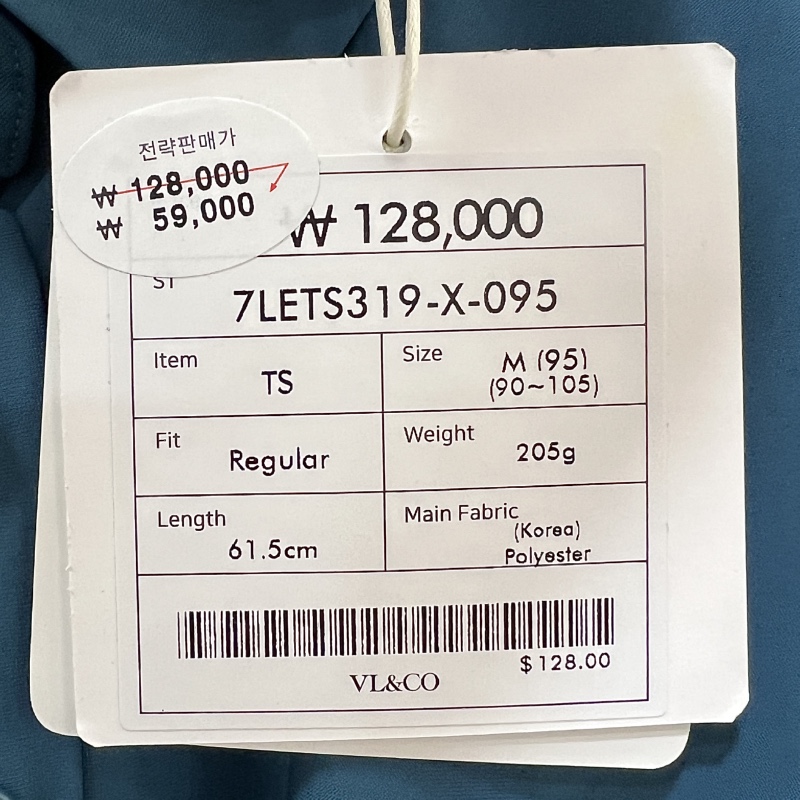 전략판매가
₩ 128,000
₩ 59,000
₩ 128,000
ST
7LETS319-X-095
Item
TS
Size
M (95)
(90~105)
Fit
Regular
Weight
205g
Length
61.5cm
Main Fabric
(Korea)
Polyester
$128.00
VL&CO